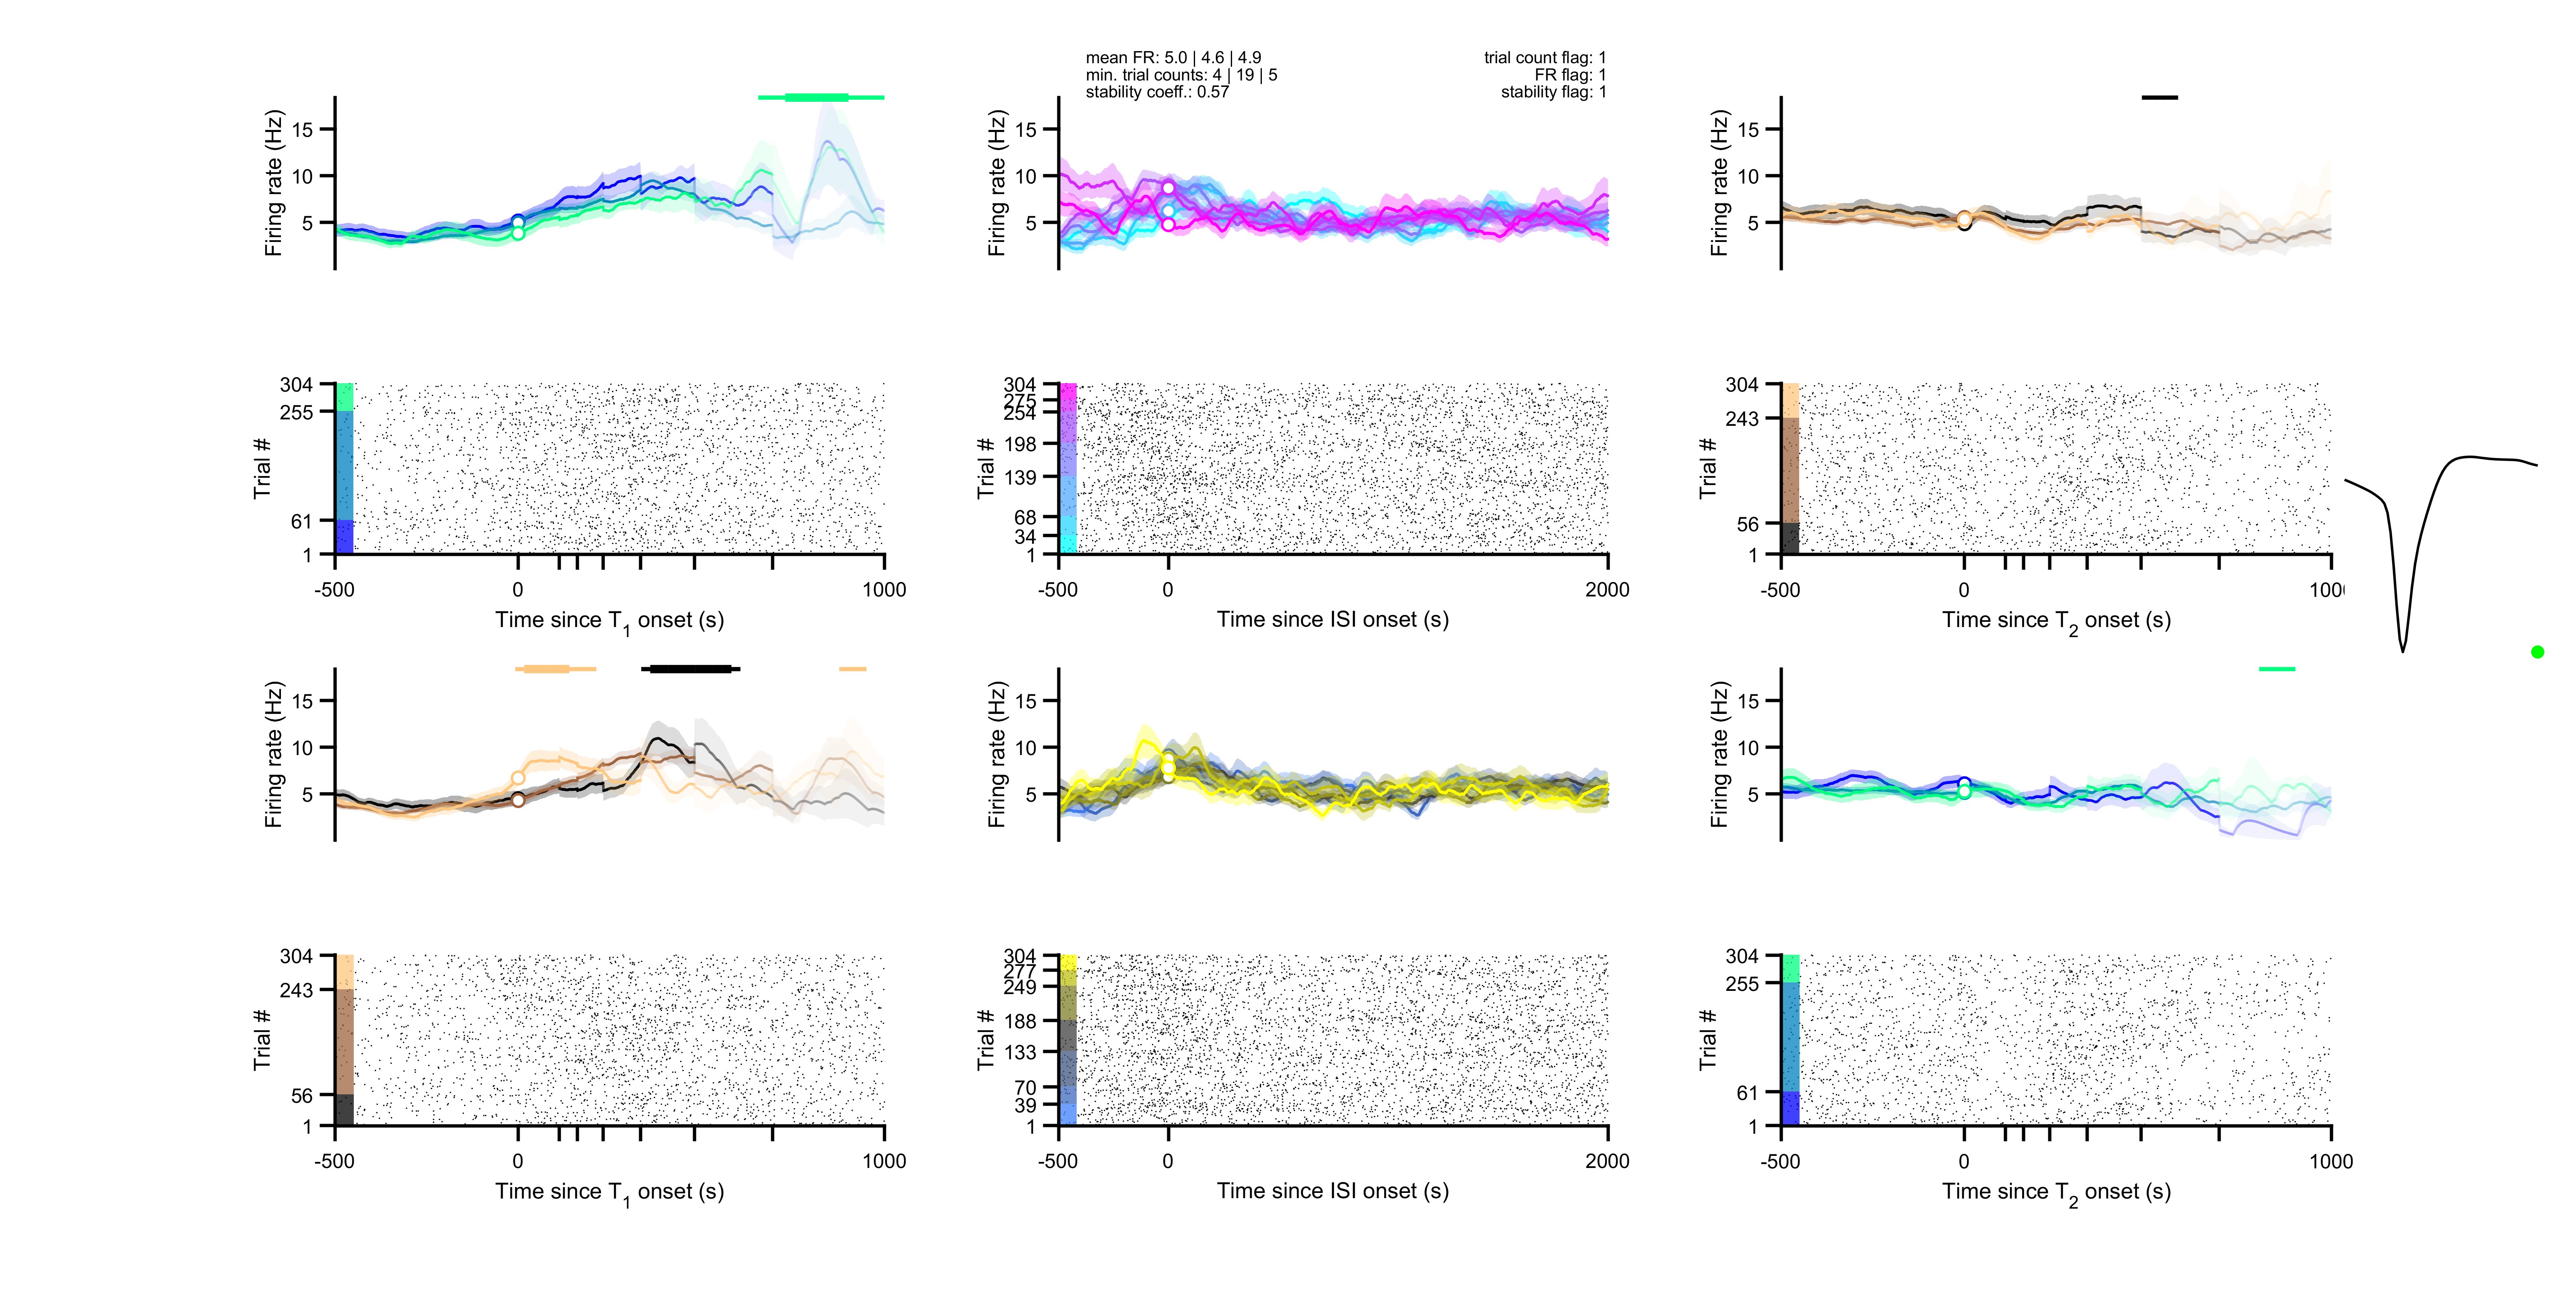 mean FR: 5.0 | 4.6 | 4.9
min. trial counts: 4 | 19 | 5
stability coeff.: 0.57
trial count flag: 1
FR flag: 1
stability flag: 1
Firing rate (Hz)
15
10
5
Firing rate (Hz)
15
10
5
Firing rate (Hz)
15
10
5
Trial #
304
255
61
1
-500
0
1000
Time since T1 onset (s)
Trial #
304
275
254
198
139
68
34
1
-500
0
2000
Time since ISI onset (s)
Trial #
304
243
56
1
-500
0
Time since T2 onset (s)
Firing rate (Hz)
15
10
5
Firing rate (Hz)
15
10
5
Firing rate (Hz)
15
10
5
Trial #
304
243
56
1
-500
0
1000
Time since T1 onset (s)
Trial #
304
277
249
188
133
70
39
1
-500
0
2000
Time since ISI onset (s)
Trial #
304
255
61
1
-500
0
1000
Time since T2 onset (s)